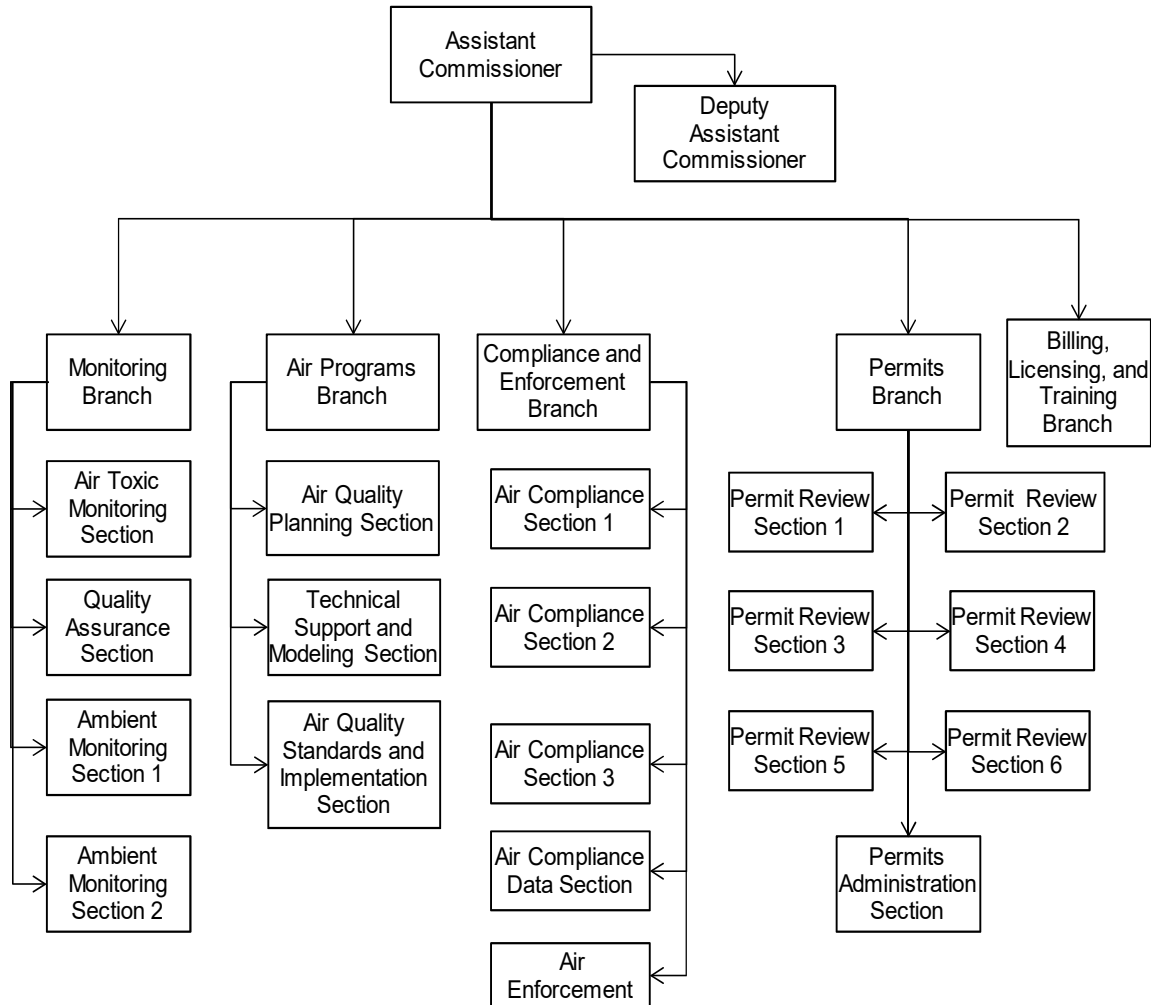 Assistant
Commissioner
Deputy
Assistant
Commissioner
Monitoring
Branch
Air Programs
Branch
Compliance and
Enforcement
Branch
Permits
Branch
Billing,
Licensing, and
Training
Branch
Air Toxic
Monitoring
Section
Quality
Assurance
Section
Ambient
Monitoring
Section 1
Ambient
Monitoring
Section 2
Air Quality
Planning Section
Technical
Support and
Modeling Section
Air Quality
Standards and
Implementation
Section
Air Compliance
Section 1
Air Compliance
Section 2
Air Compliance
Section 3
Air Compliance
Data Section
Air
Enforcement
Permit Review
Section 1
Permit Review
Section 2
Permit Review
Section 3
Permit Review
Section 4
Permit Review
Section 5
Permit Review
Section 6
Permits
Administration
Section